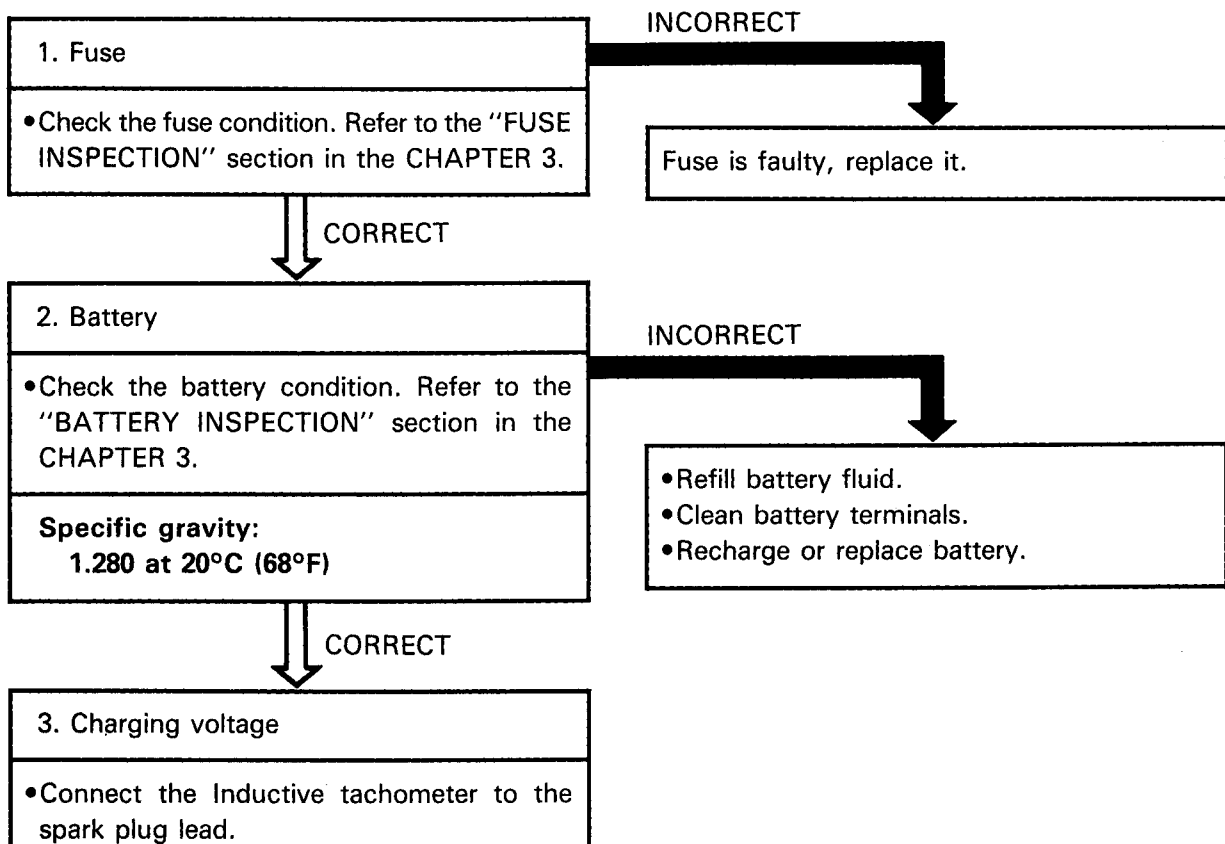 INCORRECT
1. Fuse
•Check the fuse condition. Refer to the "FUSE
INSPECTION" section in the CHAPTER 3.
Fuse is faulty, replace it.
CORRECT
2. Battery
INCORRECT
•Check the battery condition. Refer to the
"BATTERY INSPECTION" section in the
CHAPTER 3.
•Refill battery fluid.
•Clean battery terminals.
•Recharge or replace battery.
Specific gravity:
1.280 at 20°C (68°F)
CORRECT
3. Charging voltage
•Connect the Inductive tachometer to the
spark plug lead.